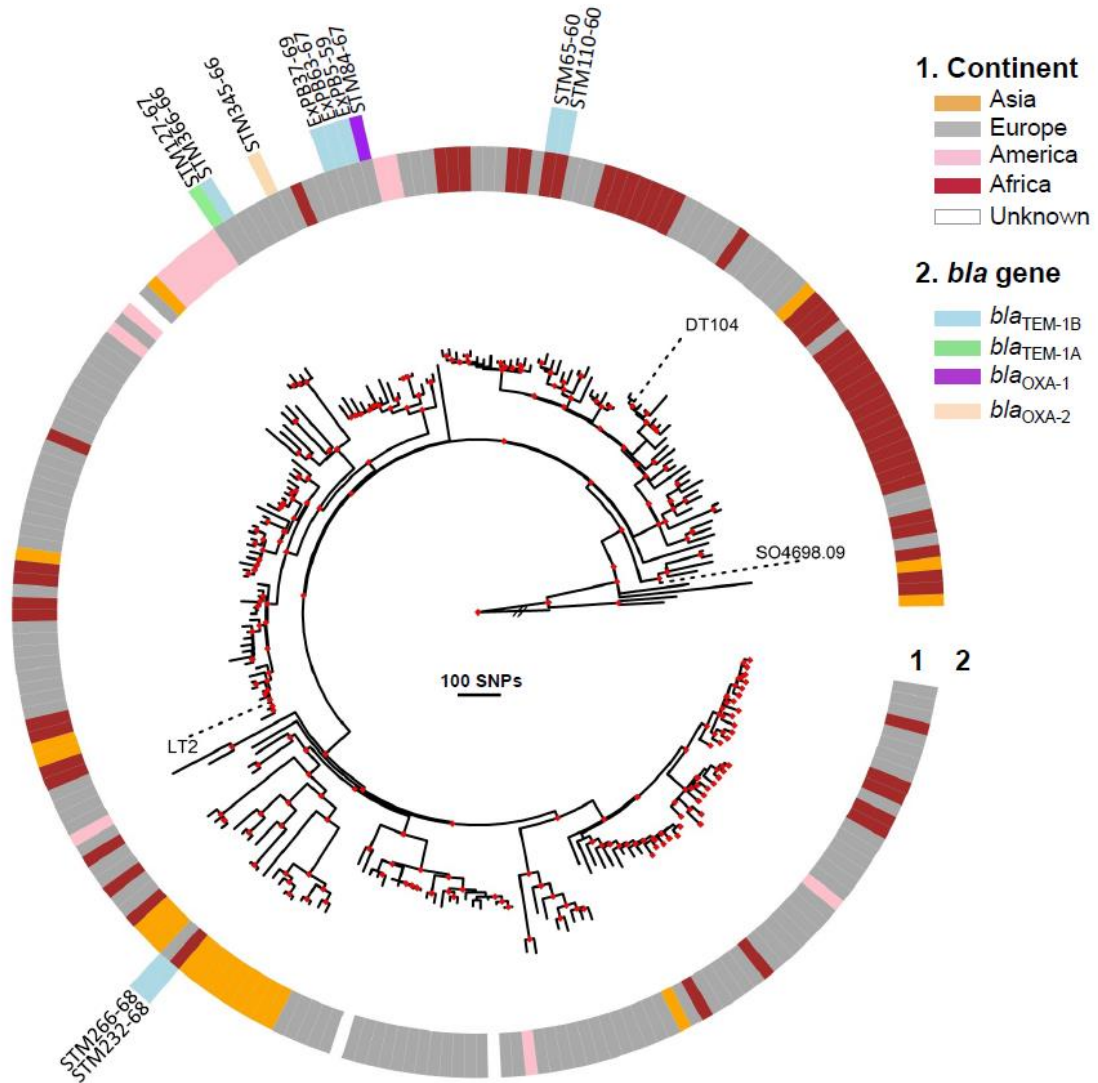 STM127-67
STM366-66
STM345-66
ExPB37-69
ExPB63-67
ExPB5-59
STM84-67
STM65-60
STM110-60
1. Continent
Asia
Europe
America
Africa
Unknown
2. bla gene
blaTEM-1B
blaTEM-1A
blaOXA-1
blaOXA-2
DT104
SO4698.09
1 2
100 SNPs
LT2
STM266-68
STM232-68